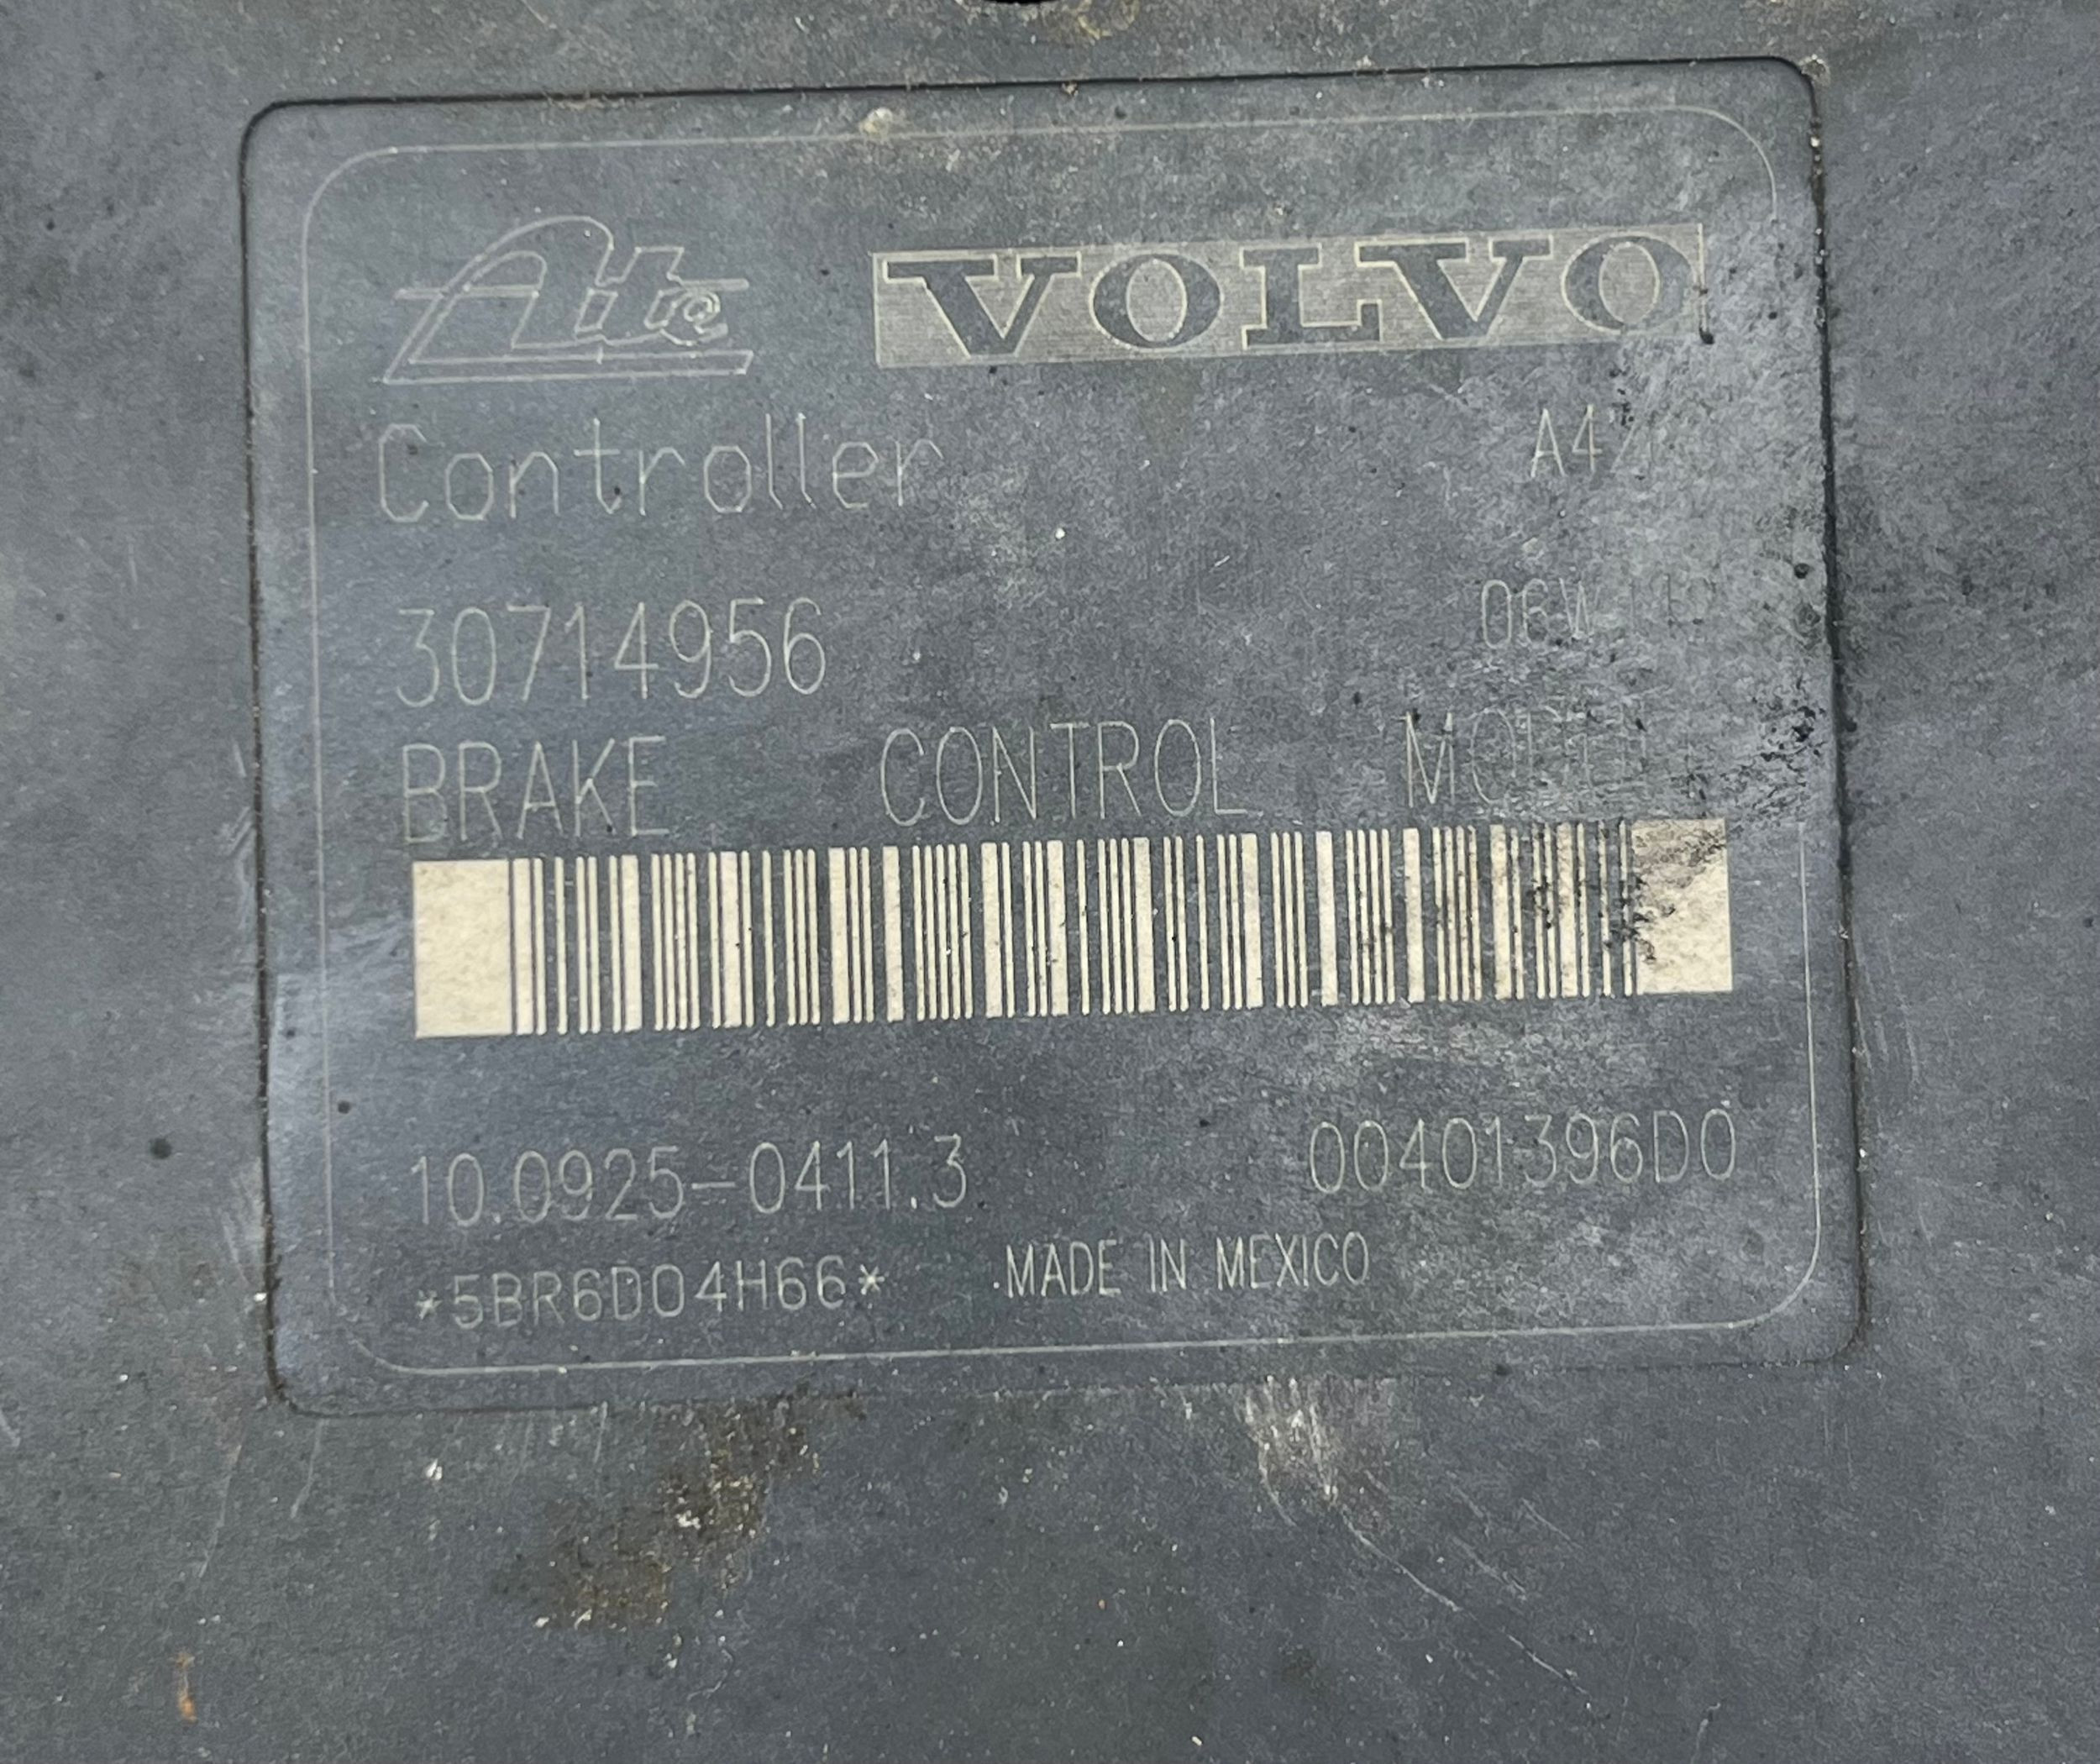 Ate VOLVO
Controller
30714956
BRAKE CONTROL
10.0925-0411.3 00401396D0
*5BR6D04H66* MADE IN MEXICO